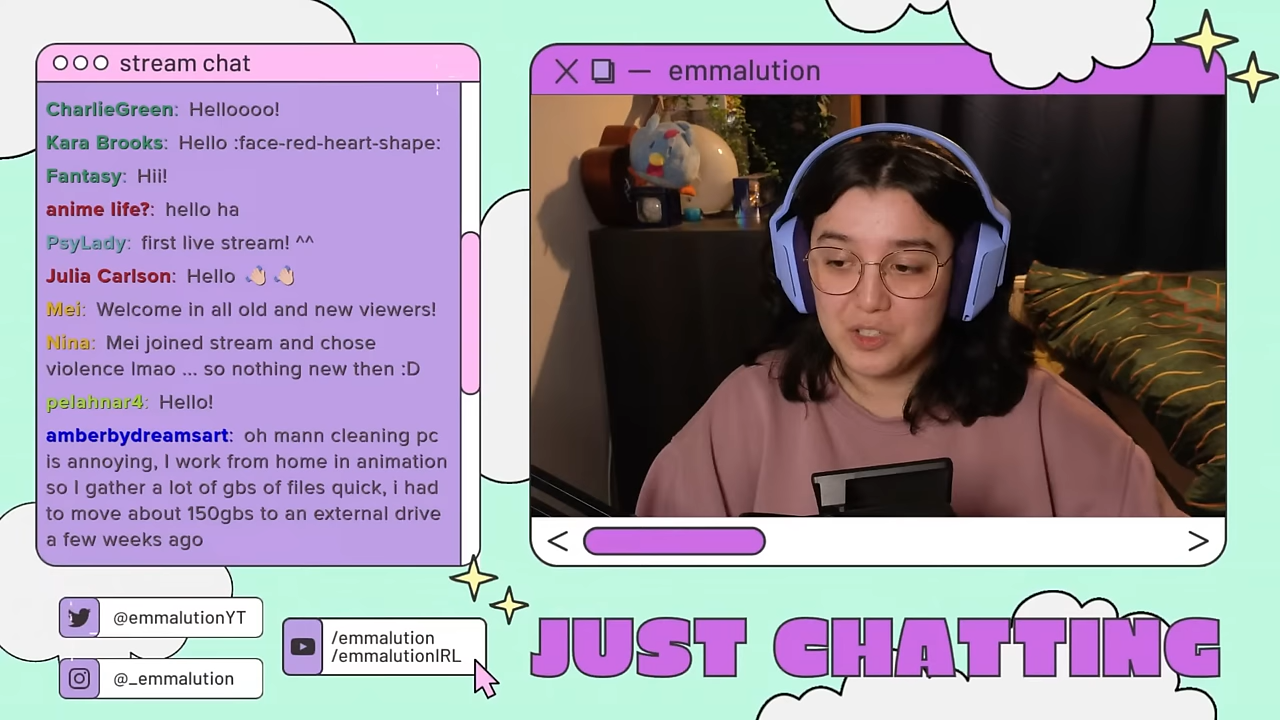 stream chat
CharlieGreen: Helloooo!
Kara Brooks: Hello :face-red-heart-shape:
Fantasy: Hii!
anime life?: hello ha
PsyLady: first live stream! ^^
Julia Carlson: Hello 👋🏻 👋🏻
Mei: Welcome in all old and new viewers!
Nina: Mei joined stream and chose
violence lmao ... so nothing new then :D
pelahnar4: Hello!
amberbydreamsart: oh mann cleaning pc
is annoying, I work from home in animation
so I gather a lot of gbs of files quick, i had
to move about 150gbs to an external drive
a few weeks ago
emmalution
@emmalutionYT
@_emmalution
/emmalution
/emmalutionIRL
JUST CHATTING